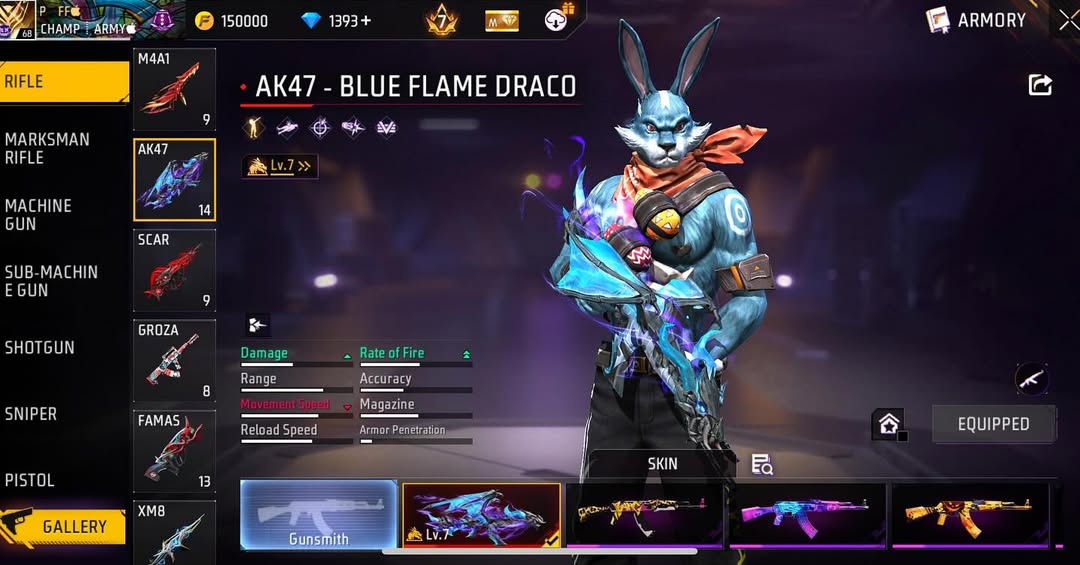 P FF
CHAMP ARMY
68
150000
1393+
7
M
ARMORY
RIFLE
MARKSMAN
RIFLE
MACHINE
GUN
SUB-MACHIN
E GUN
SHOTGUN
SNIPER
PISTOL
GALLERY
M4A1
9
AK47
14
SCAR
9
GROZA
8
FAMAS
13
XM8
AK47 - BLUE FLAME DRACO
Lv.7 >>
Damage
Rate of Fire
Range
Accuracy
Movement Speed
Magazine
Reload Speed
Armor Penetration
EQUIPPED
SKIN
Gunsmith
Lv.7